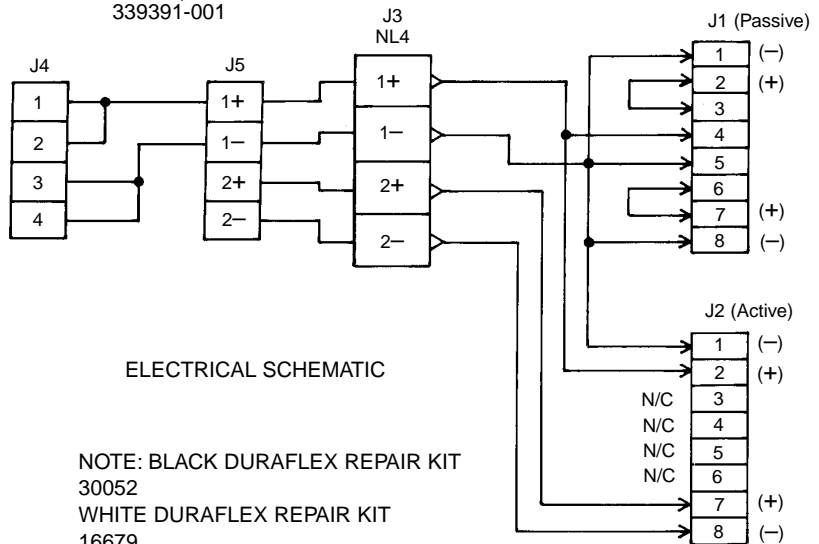 339391-001
J3
NL4
J1 (Passive)
J4
J5
1
2
3
4
1+
1−
2+
2−
1+
1−
2+
2−
1 (−)
2 (+)
3
4
5
6
7 (+)
8 (−)
J2 (Active)
1 (−)
2 (+)
N/C 3
N/C 4
N/C 5
N/C 6
7 (+)
8 (−)
ELECTRICAL SCHEMATIC
NOTE: BLACK DURAFLEX REPAIR KIT
30052
WHITE DURAFLEX REPAIR KIT
16679